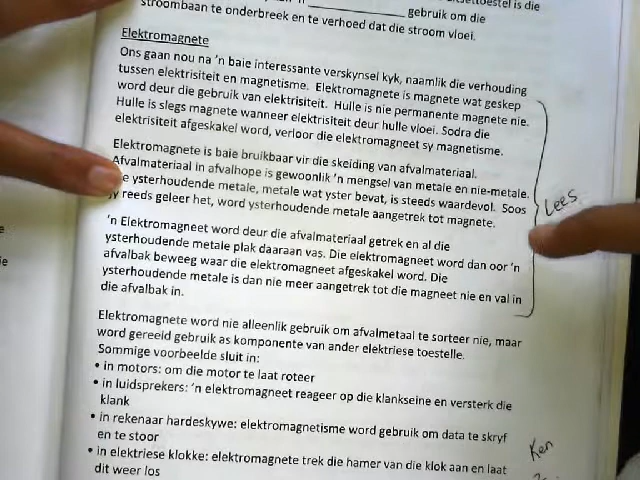 stroombaan te onderbreek en te verhoed dat die stroom vloei.
gebruik om die
toestel is die
Elektromagnete
Ons gaan nou na 'n baie interessante verskynsel kyk, naamlik die verhouding
tussen elektrisiteit en magnetisme. Elektromagnete is magnete wat geskep
word deur die gebruik van elektrisiteit. Hulle is nie permanente magnete nie.
Hulle is slegs magnete wanneer elektrisiteit deur hulle vloei. Sodra die
elektrisiteit afgeskakel word, verloor die elektromagneet sy magnetisme.
Elektromagnete is baie bruikbaar vir die skeiding van afvalmateriaal.
Afvalmateriaal in afvalhope is gewoonlik 'n mengsel van metale en nie-metale.
e ysterhoudende metale, metale wat yster bevat, is steeds waardevol. Soos
jy reeds geleer het, word ysterhoudende metale aangetrek tot magnete.
Lees
'n Elektromagneet word deur die afvalmateriaal getrek en al die
ysterhoudende metale plak daaraan vas. Die elektromagneet word dan oor 'n
afvalbak beweeg waar die elektromagneet afgeskakel word. Die
ysterhoudende metale is dan nie meer aangetrek tot die magneet nie en val in
die afvalbak in.
Elektromagnete word nie alleenlik gebruik om afvalmetaal te sorteer nie, maar
word gereeld gebruik as komponente van ander elektriese toestelle.
Sommige voorbeelde sluit in:
• in motors: om die motor te laat roteer
• in luidsprekers: 'n elektromagneet reageer op die klankseine en versterk die
klank
• in rekenaar hardeskywe: elektromagnetisme word gebruik om data te skryf
en te stoor
Ken
• in elektriese klokke: elektromagnete trek die hamer van die klok aan en laat
dit weer los